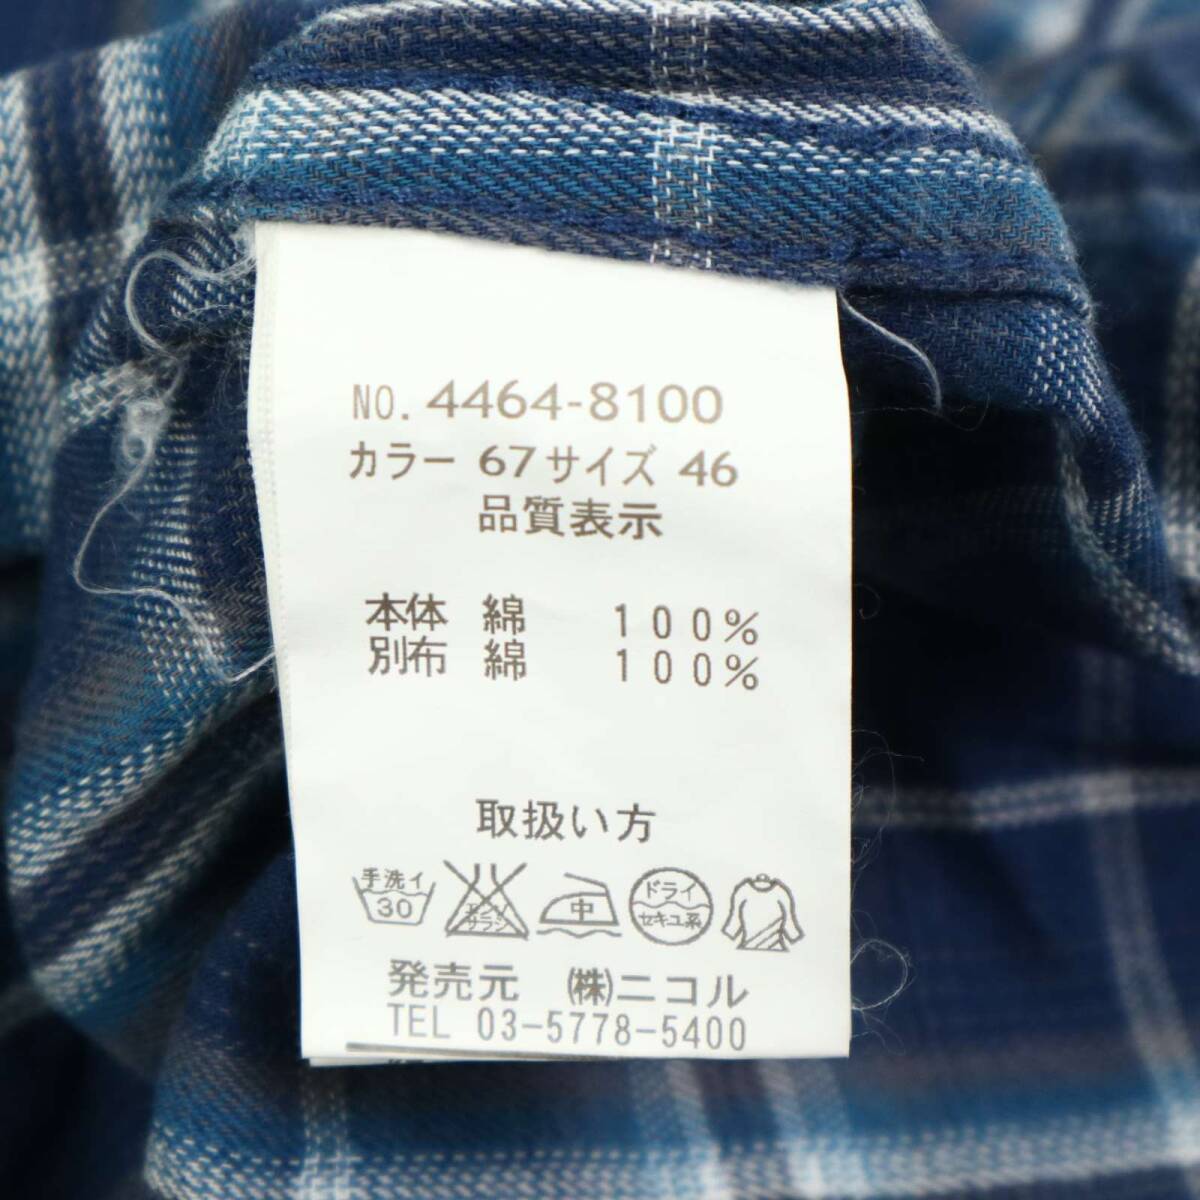 NO. 4464-8100
カラー 67 サイズ 46
品質表示
本体 綿 100%
別布 綿 100%
取扱い方
手洗イ 30
エンソ サラシ
中
ドライ セキユ系
発売元 ㈱ニコル
TEL 03-5778-5400